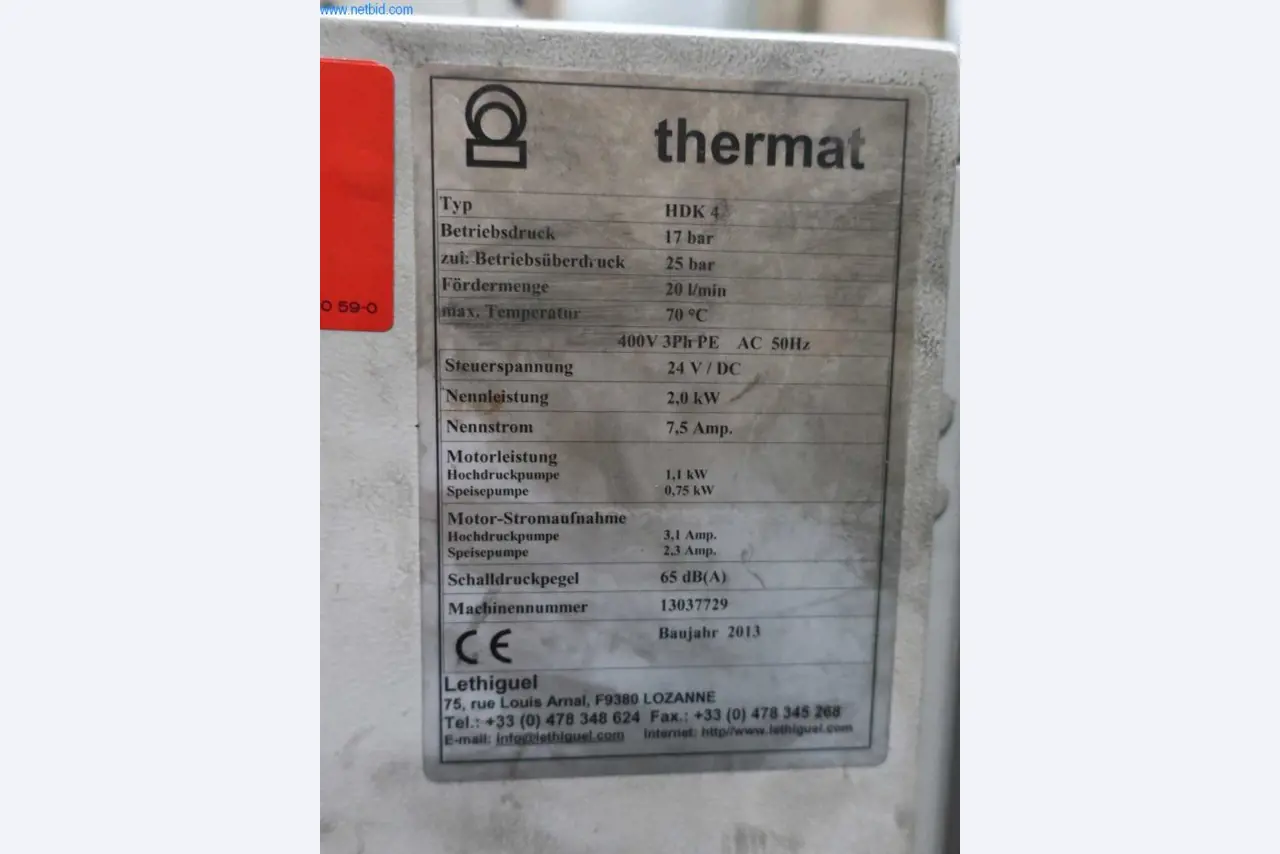 www.netbid.com
thermat
Typ HDK 4
Betriebsdruck 17 bar
zul. Betriebsüberdruck 25 bar
Fördermenge 20 l/min
max. Temperatur 70 °C
400V 3Ph PE AC 50Hz
Steuerspannung 24 V / DC
Nennleistung 2,0 kW
Nennstrom 7,5 Amp.
Motorleistung
Hochdruckpumpe 1,1 kW
Speisepumpe 0,75 kW
Motor-Stromaufnahme
Hochdruckpumpe 3,1 Amp.
Speisepumpe 2,3 Amp.
Schalldruckpegel 65 dB(A)
Machinennummer 13037729
CE Baujahr 2013
Lethiguel
75, rue Louis Arnal, F9380 LOZANNE
Tel.: +33 (0) 478 348 624 Fax.: +33 (0) 478 345 268
E-mail: info@lethiguel.com Internet: http//www.lethiguel.com
0 59-0